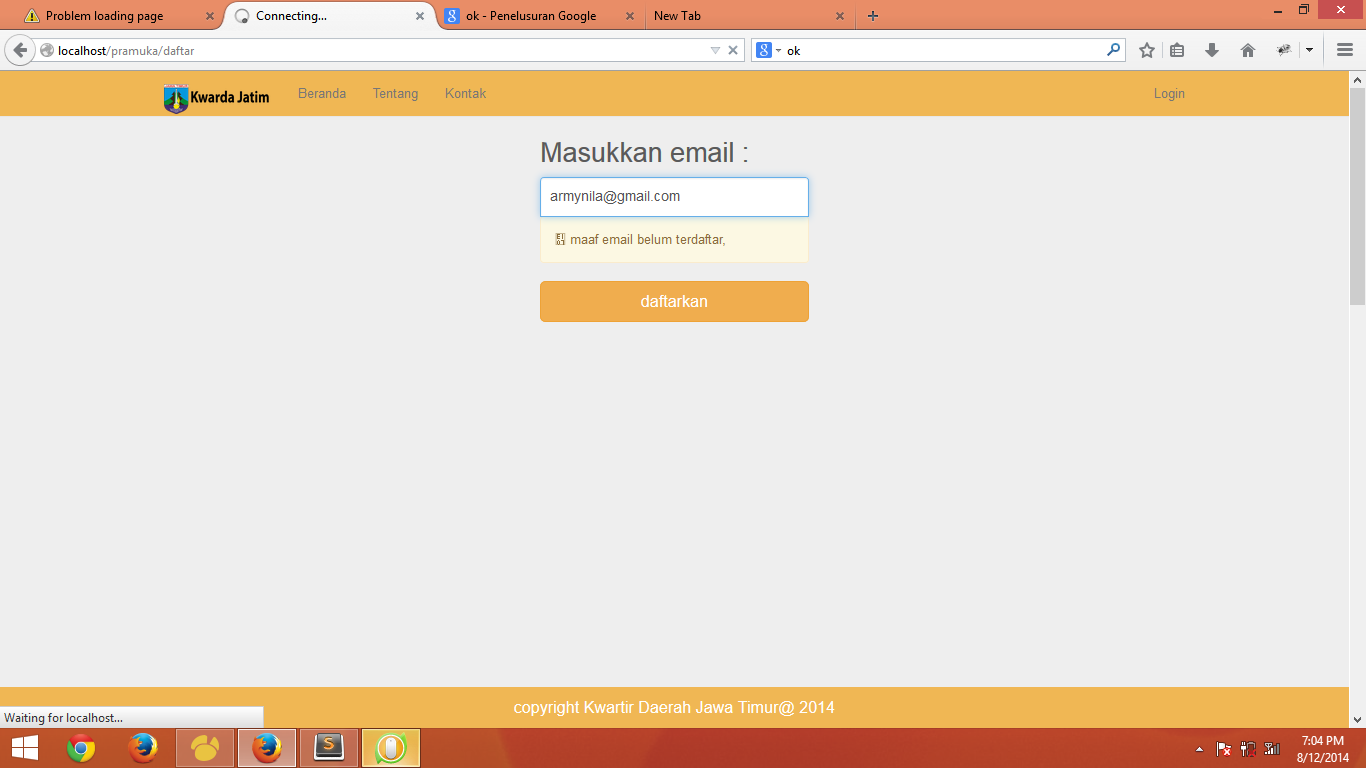 Problem loading page
Connecting...
ok - Penelusuran Google
New Tab
localhost/pramuka/daftar
ok
Kwarda Jatim
Beranda
Tentang
Kontak
Login
Masukkan email :
armynila@gmail.com
maaf email belum terdaftar,
daftarkan
copyright Kwartir Daerah Jawa Timur@ 2014
Waiting for localhost...
7:04 PM
8/12/2014